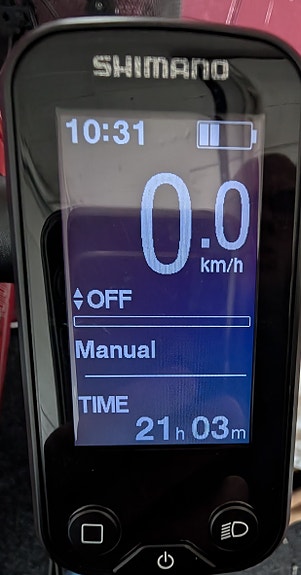 SHIMANO
10:31
0.0
km/h
OFF
Manual
TIME
21h 03m